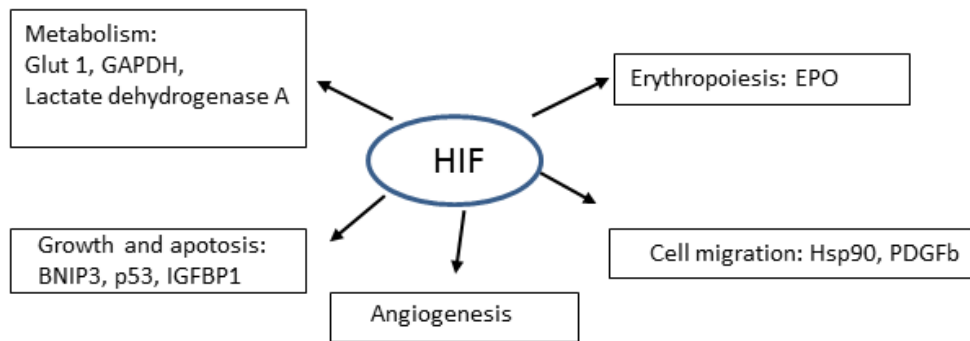 Metabolism:
Glut 1, GAPDH,
Lactate dehydrogenase A
Erythropoiesis: EPO
HIF
Growth and apotosis:
BNIP3, p53, IGFBP1
Cell migration: Hsp90, PDGFb
Angiogenesis